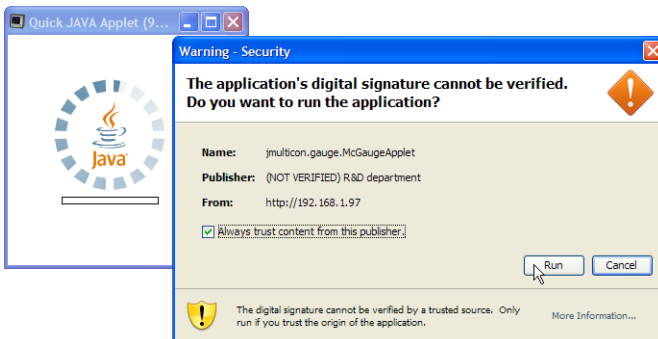 Quick JAVA Applet (9...
Java
Warning - Security
The application's digital signature cannot be verified.
Do you want to run the application?
Name: jmulticon.gauge.McGaugeApplet
Publisher: (NOT VERIFIED) R&D department
From: http://192.168.1.97
Always trust content from this publisher.
Run Cancel
The digital signature cannot be verified by a trusted source. Only
run if you trust the origin of the application.
More Information...